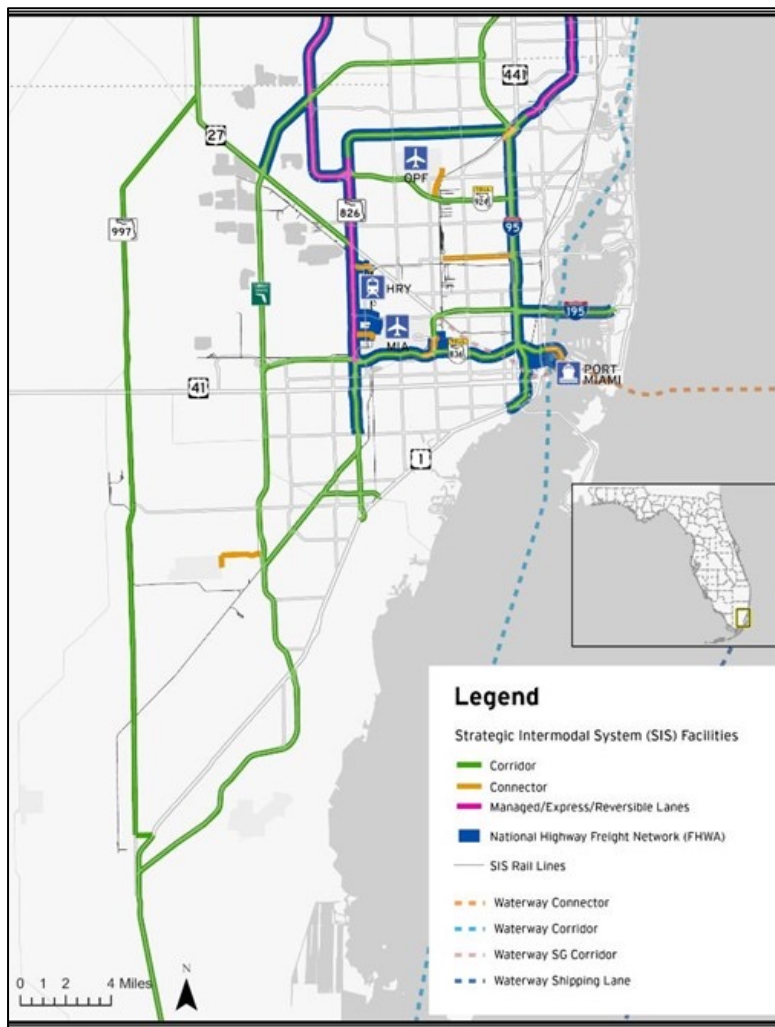 441
27
OPF
826
TOLL
924
997
95
HRY
195
MIA
TOLL
836
PORT
MIAMI
41
1
Legend
Strategic Intermodal System (SIS) Facilities
Corridor
Connector
Managed/Express/Reversible Lanes
National Highway Freight Network (FHWA)
SIS Rail Lines
Waterway Connector
Waterway Corridor
Waterway SG Corridor
Waterway Shipping Lane
N
0 1 2 4 Miles